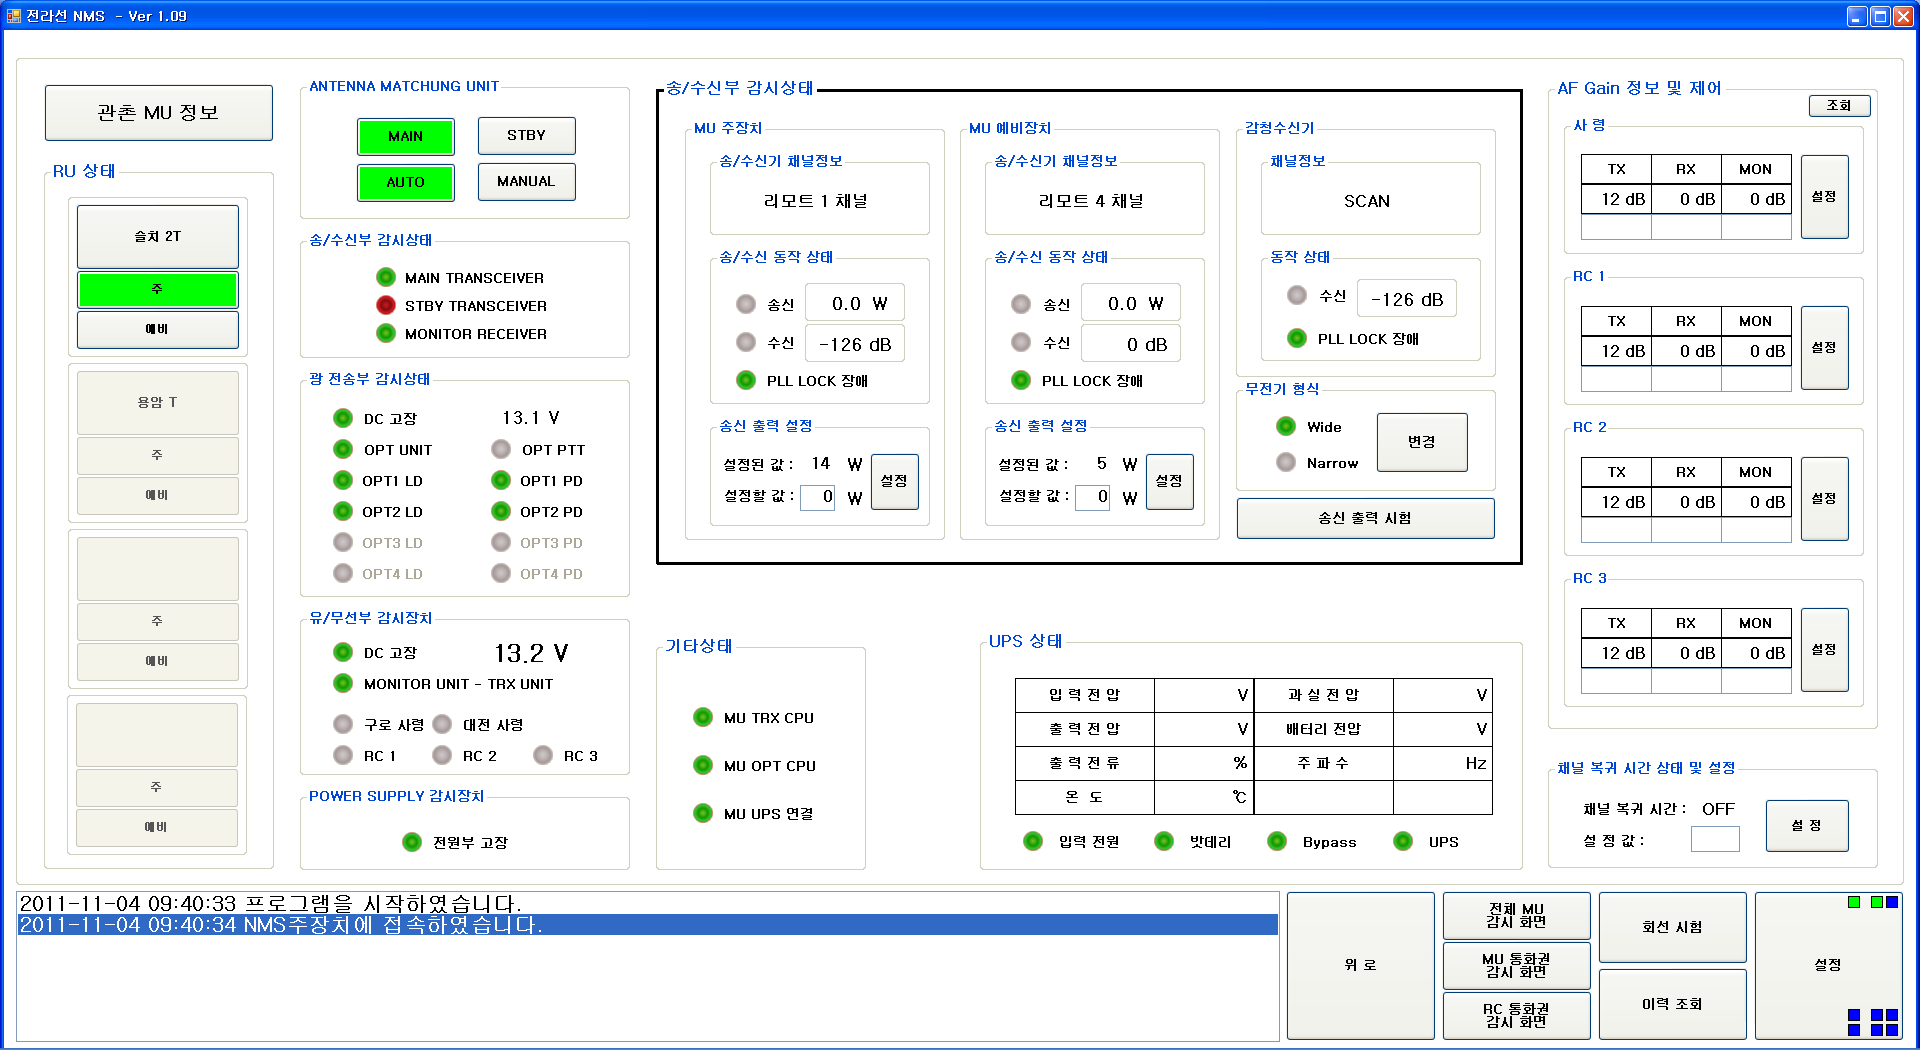 전라선 NMS - Ver 1.09
관촌 MU 정보
RU 상태
슬치 2T
주
예비
용암 T
주
예비
주
예비
주
예비
ANTENNA MATCHUNG UNIT
MAIN
STBY
AUTO
MANUAL
송/수신부 감시상태
MAIN TRANSCEIVER
STBY TRANSCEIVER
MONITOR RECEIVER
광 전송부 감시상태
DC 고장 13.1 V
OPT UNIT OPT PTT
OPT1 LD OPT1 PD
OPT2 LD OPT2 PD
OPT3 LD OPT3 PD
OPT4 LD OPT4 PD
유/무선부 감시장치
DC 고장 13.2 V
MONITOR UNIT - TRX UNIT
구로 사령 대전 사령
RC 1 RC 2 RC 3
POWER SUPPLY 감시장치
전원부 고장
송/수신부 감시상태
MU 주장치
송/수신기 채널정보
리모트 1 채널
송/수신 동작 상태
송신 0.0 W
수신 -126 dB
PLL LOCK 장애
송신 출력 설정
설정된 값 : 14 W
설정할 값 : 0 W
설정
MU 예비장치
송/수신기 채널정보
리모트 4 채널
송/수신 동작 상태
송신 0.0 W
수신 0 dB
PLL LOCK 장애
송신 출력 설정
설정된 값 : 5 W
설정할 값 : 0 W
설정
감청수신기
채널정보
SCAN
동작 상태
수신 -126 dB
PLL LOCK 장애
무전기 형식
Wide
Narrow
변경
송신 출력 시험
기타상태
MU TRX CPU
MU OPT CPU
MU UPS 연결
UPS 상태
입 력 전 압 V 과 실 전 압 V
출 력 전 압 V 배터리 전압 V
출 력 전 류 % 주 파 수 Hz
온 도 ℃
입력 전원 밧데리 Bypass UPS
AF Gain 정보 및 제어
조회
사 령
TX RX MON
12 dB 0 dB 0 dB
설정
RC 1
TX RX MON
12 dB 0 dB 0 dB
설정
RC 2
TX RX MON
12 dB 0 dB 0 dB
설정
RC 3
TX RX MON
12 dB 0 dB 0 dB
설정
채널 복귀 시간 상태 및 설정
채널 복귀 시간 : OFF
설 정 값 :
설 정
2011-11-04 09:40:33 프로그램을 시작하였습니다.
2011-11-04 09:40:34 NMS주장치에 접속하였습니다.
위 로
전체 MU
감시 화면
MU 통화권
감시 화면
RC 통화권
감시 화면
회선 시험
이력 조회
설정